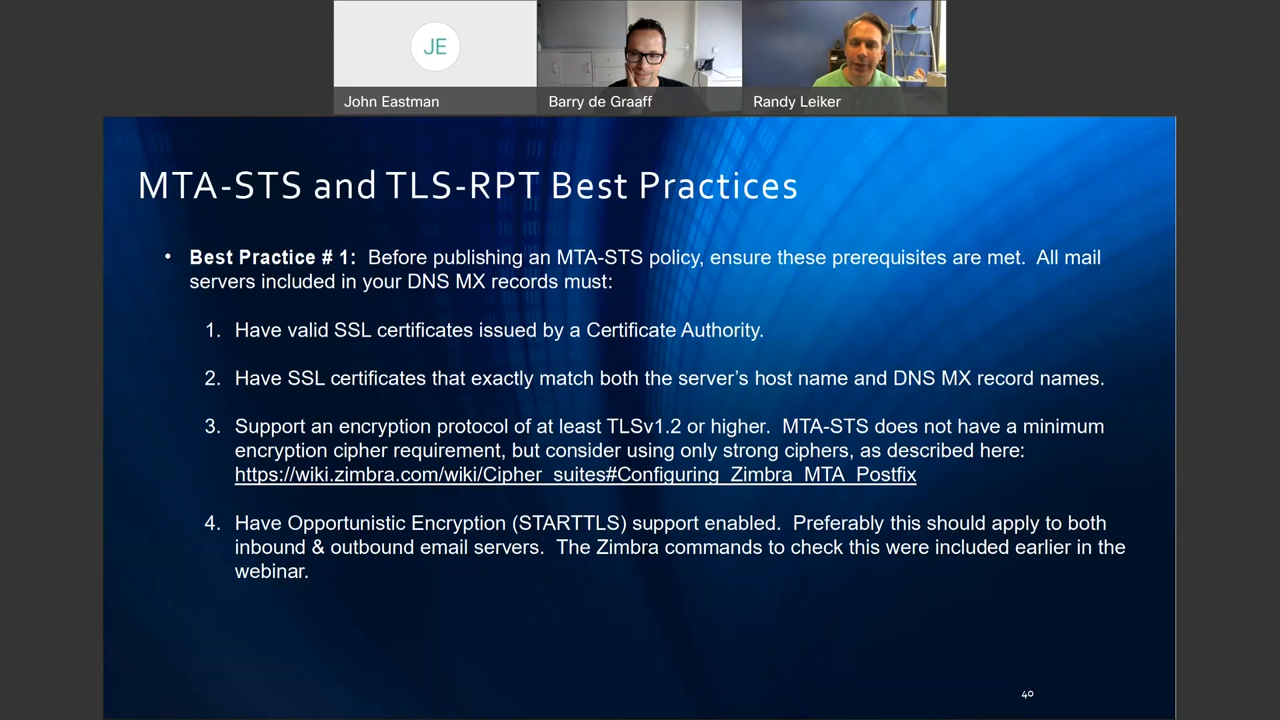 JE
John Eastman
Barry de Graaff
Randy Leiker
MTA-STS and TLS-RPT Best Practices
• Best Practice # 1:  Before publishing an MTA-STS policy, ensure these prerequisites are met.  All mail
servers included in your DNS MX records must:
1. Have valid SSL certificates issued by a Certificate Authority.
2. Have SSL certificates that exactly match both the server's host name and DNS MX record names.
3. Support an encryption protocol of at least TLSv1.2 or higher.  MTA-STS does not have a minimum
encryption cipher requirement, but consider using only strong ciphers, as described here:
https://wiki.zimbra.com/wiki/Cipher_suites#Configuring_Zimbra_MTA_Postfix
4. Have Opportunistic Encryption (STARTTLS) support enabled.  Preferably this should apply to both
inbound & outbound email servers.  The Zimbra commands to check this were included earlier in the
webinar.
40